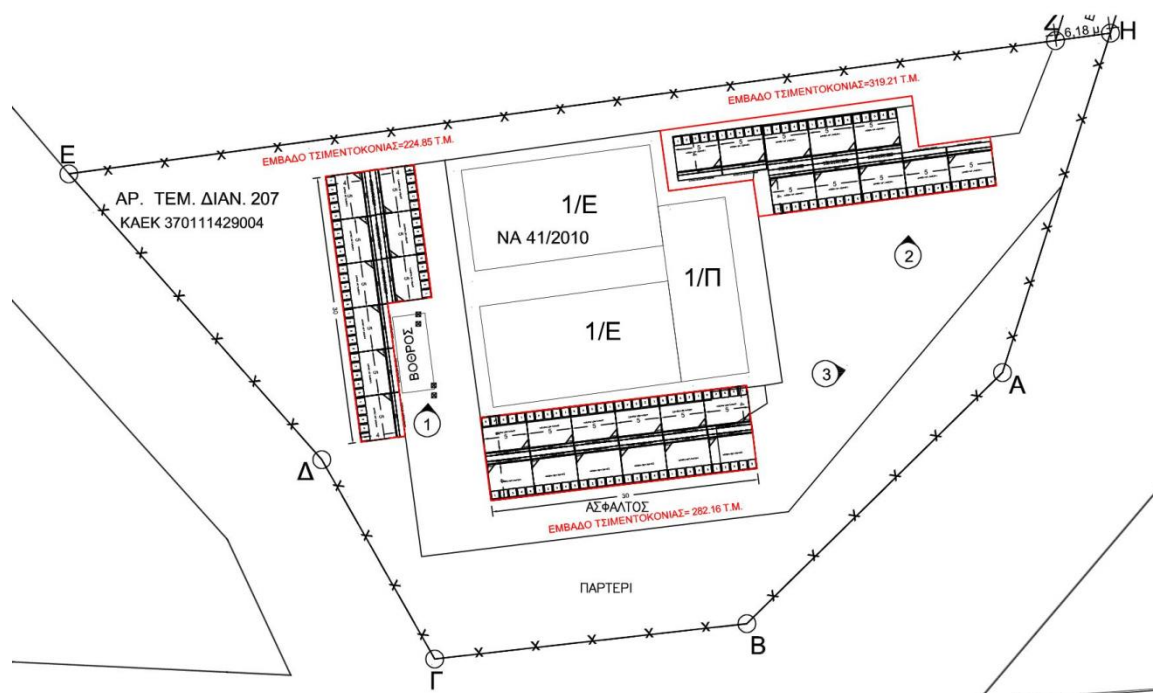 Ζ
Η
6,18 μ
ΕΜΒΑΔΟ ΤΣΙΜΕΝΤΟΚΟΝΙΑΣ=319.21 Τ.Μ.
ΕΜΒΑΔΟ ΤΣΙΜΕΝΤΟΚΟΝΙΑΣ=224.85 Τ.Μ.
Ε
ΑΡ. ΤΕΜ. ΔΙΑΝ. 207
ΚΑΕΚ 370111429004
1/Ε
ΝΑ 41/2010
1/Π
1/Ε
2
3
Α
30
ΒΟΘΡΟΣ
1
Δ
30
ΑΣΦΑΛΤΟΣ
ΕΜΒΑΔΟ ΤΣΙΜΕΝΤΟΚΟΝΙΑΣ= 282.16 Τ.Μ.
ΠΑΡΤΕΡΙ
Β
Γ